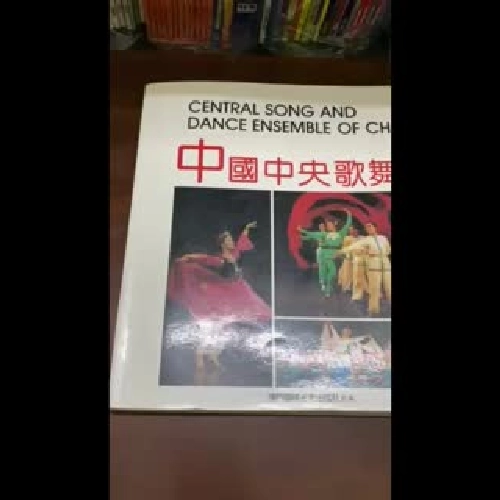 CENTRAL SONG AND
DANCE ENSEMBLE OF CH
中國中央歌舞